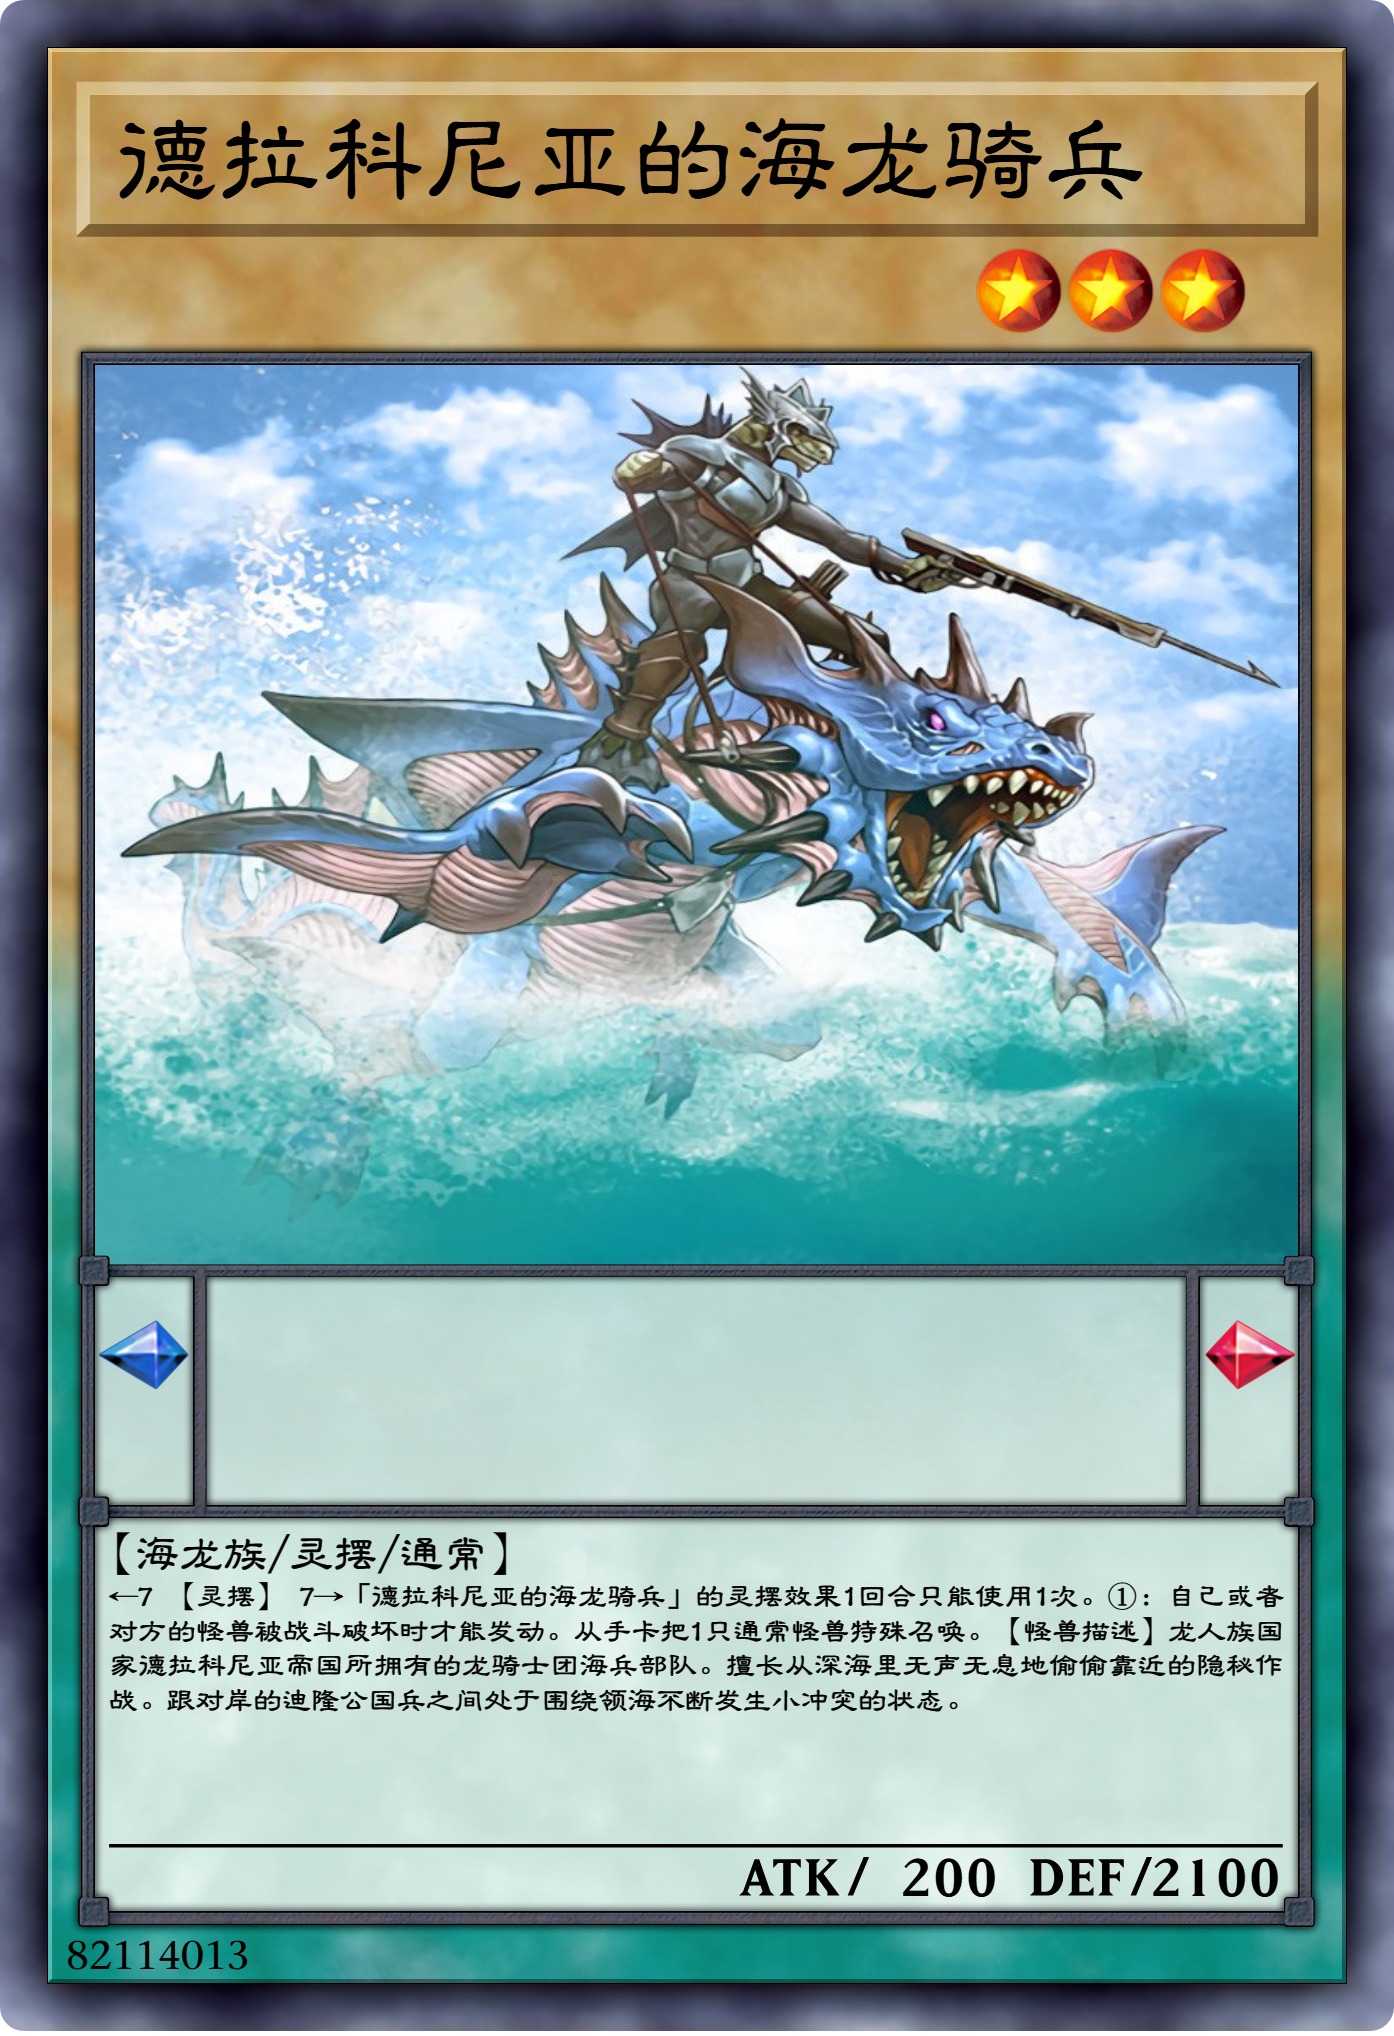 德拉科尼亚的海龙骑兵
【海龙族/灵摆/通常】
←7 【灵摆】 7→「德拉科尼亚的海龙骑兵」的灵摆效果1回合只能使用1次。①：自己或者
对方的怪兽被战斗破坏时才能发动。从手卡把1只通常怪兽特殊召唤。【怪兽描述】龙人族国
家德拉科尼亚帝国所拥有的龙骑士团海兵部队。擅长从深海里无声无息地偷偷靠近的隐秘作
战。跟对岸的迪隆公国兵之间处于围绕领海不断发生小冲突的状态。
ATK/ 200 DEF/2100
82114013